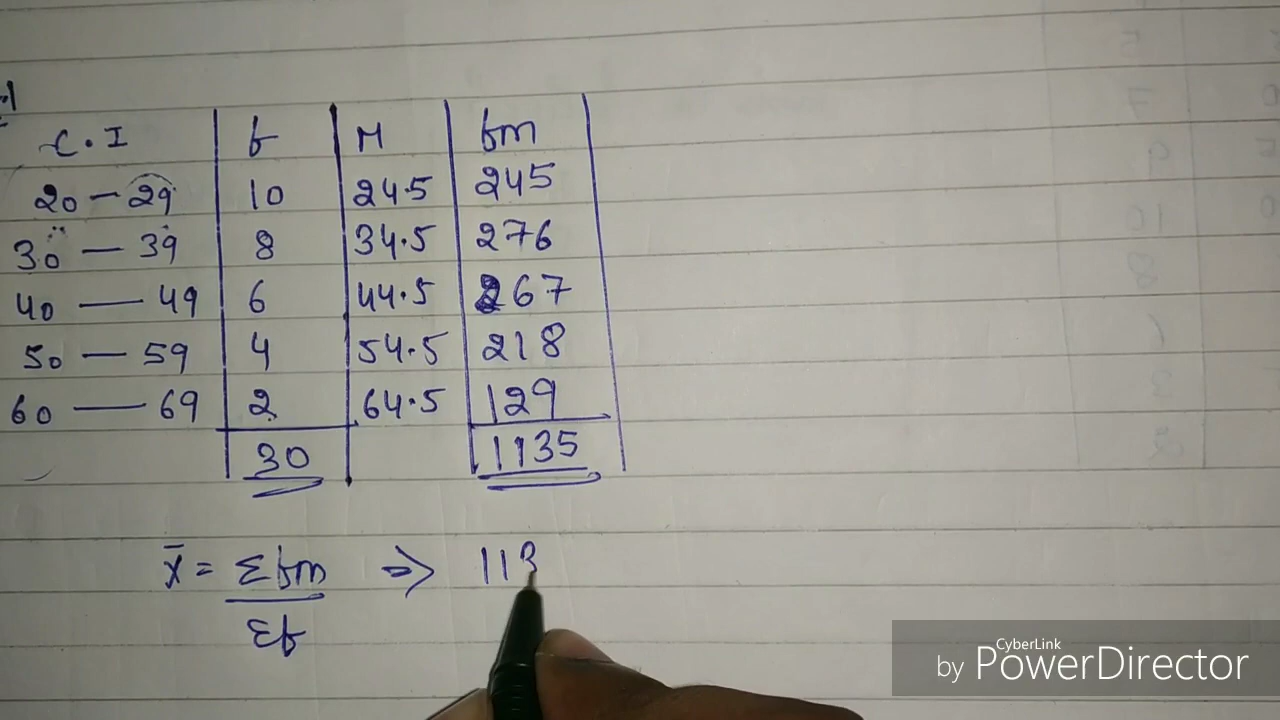 C.I f M fm
20 — 29 10 24.5 245
30 — 39 8 34.5 276
40 — 49 6 44.5 267
50 — 59 4 54.5 218
60 — 69 2 64.5 129
30 1135
x̄ = Σfm ⇒ 113
Σf
CyberLink
by PowerDirector